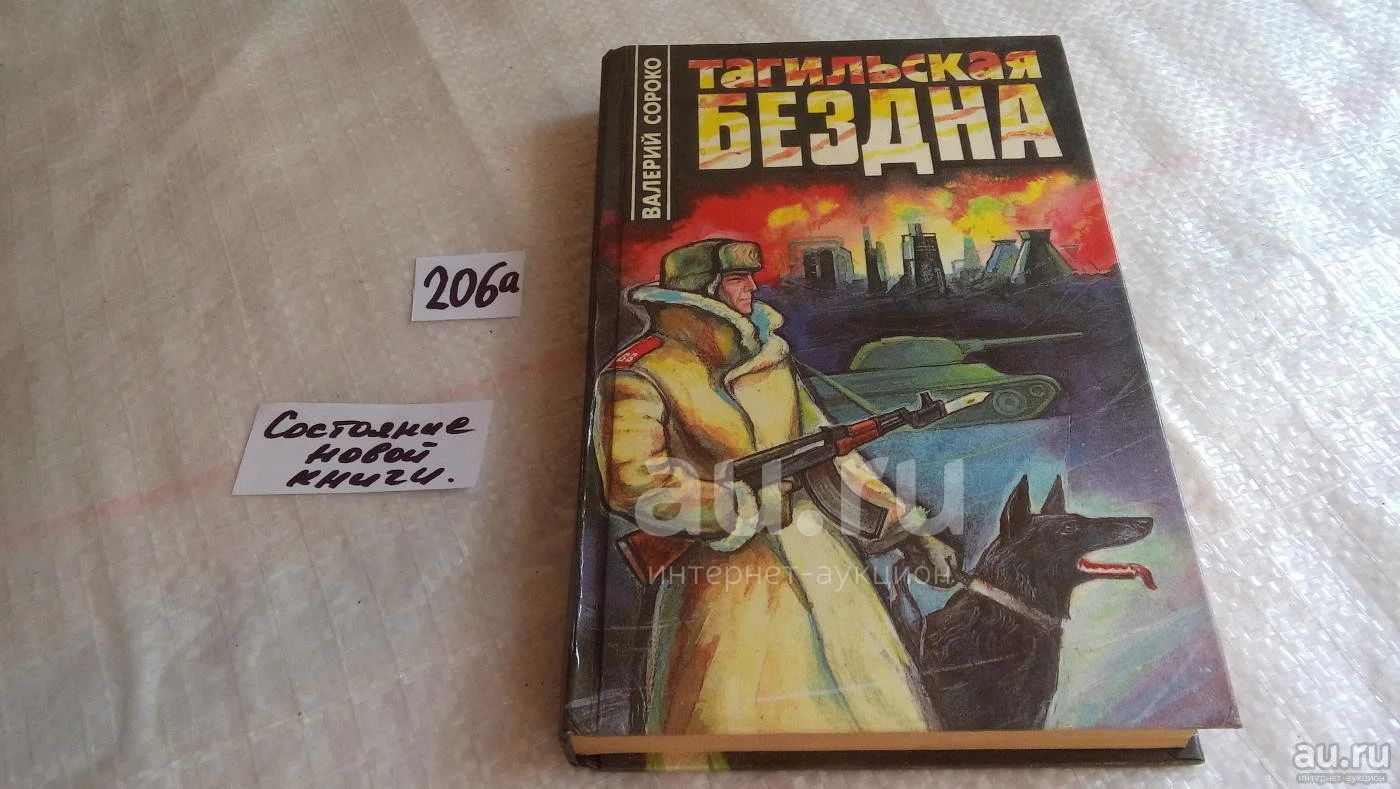 ВАЛЕРИЙ СОРОКО
тагильская
БЕЗДНА
206а
Состояние
новой
книги.
au.ru
интернет-аукцион
au.ru
интернет-аукцион